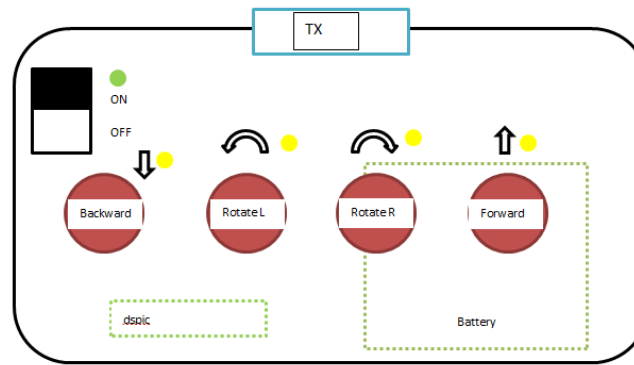 TX
ON
OFF
Backward
Rotate L
Rotate R
Forward
dspic
Battery